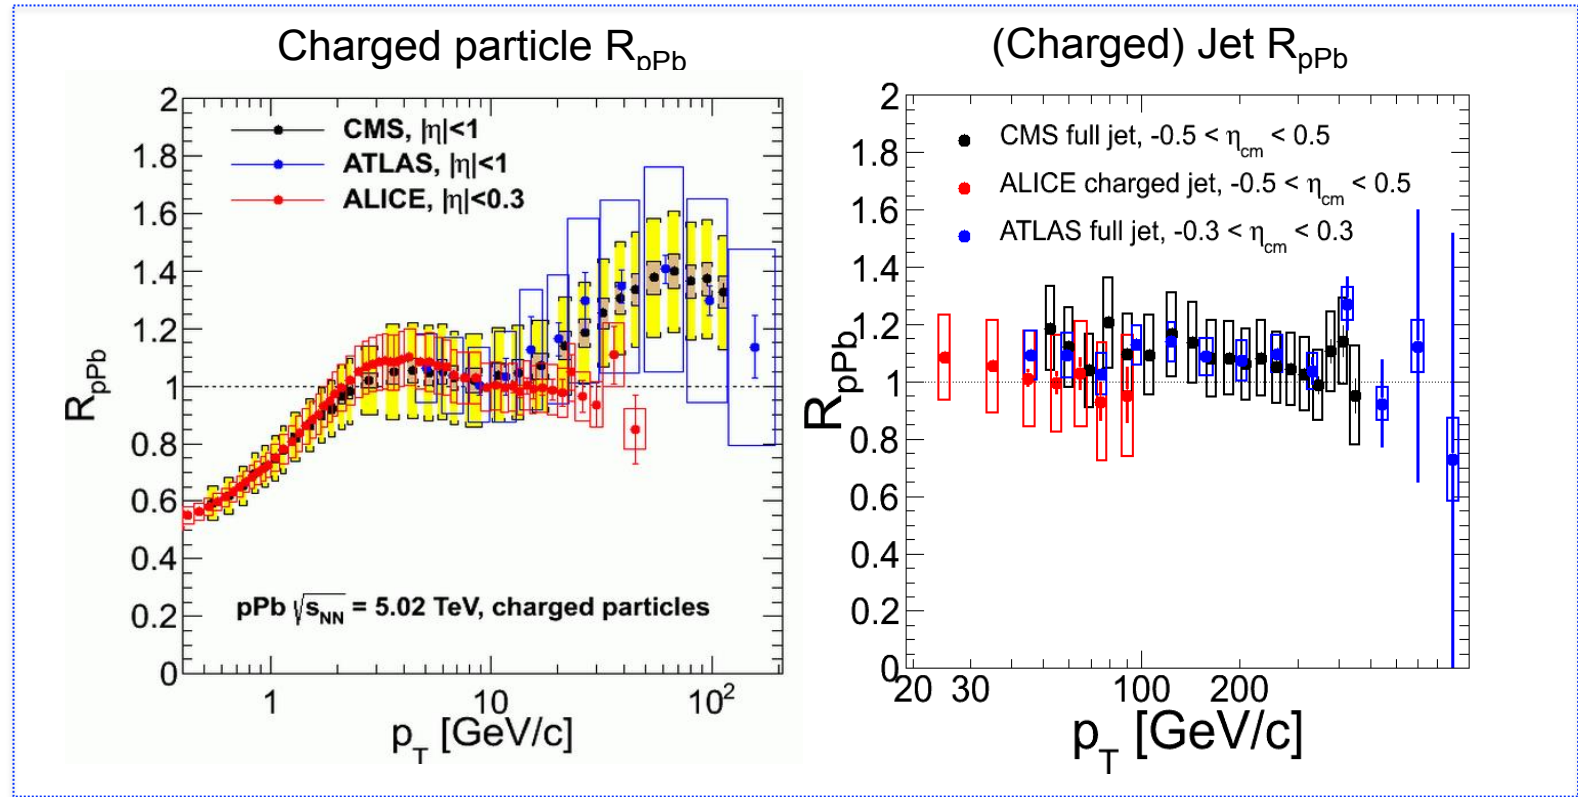 Charged particle R_pPb
2
1.8
1.6
1.4
1.2
1
0.8
0.6
0.4
0.2
0
R_pPb
CMS, |η|<1
ATLAS, |η|<1
ALICE, |η|<0.3
pPb √s_NN = 5.02 TeV, charged particles
1 10 10²
p_T [GeV/c]
(Charged) Jet R_pPb
2
1.8
1.6
1.4
1.2
1
0.8
0.6
0.4
0.2
0
R_pPb
CMS full jet, -0.5 < η_cm < 0.5
ALICE charged jet, -0.5 < η_cm < 0.5
ATLAS full jet, -0.3 < η_cm < 0.3
20 30 100 200
p_T [GeV/c]